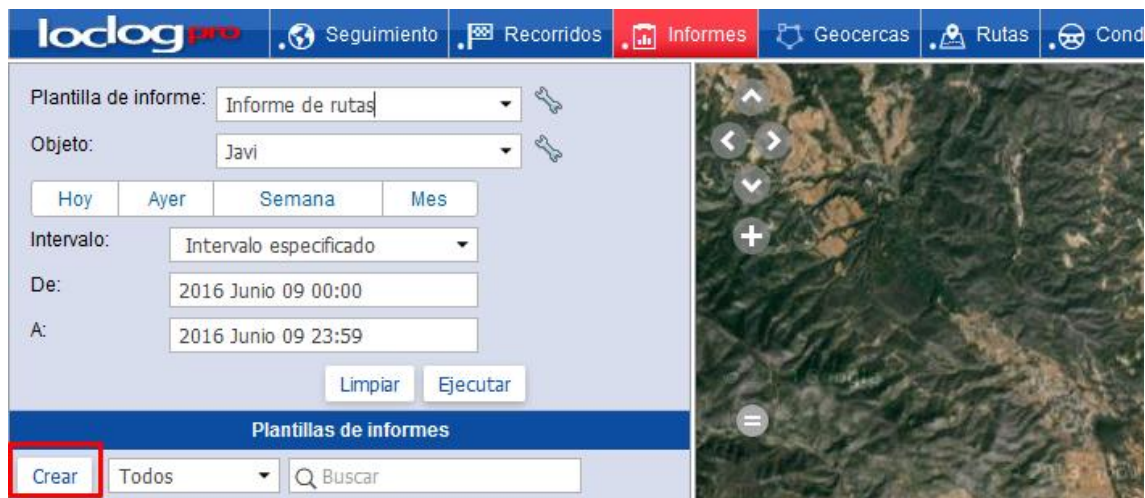 loclog pro Seguimiento Recorridos Informes Geocercas Rutas Cond
Plantilla de informe: Informe de rutas
Objeto: Javi
Hoy Ayer Semana Mes
Intervalo: Intervalo especificado
De: 2016 Junio 09 00:00
A: 2016 Junio 09 23:59
Limpiar Ejecutar
Plantillas de informes
Crear Todos Buscar